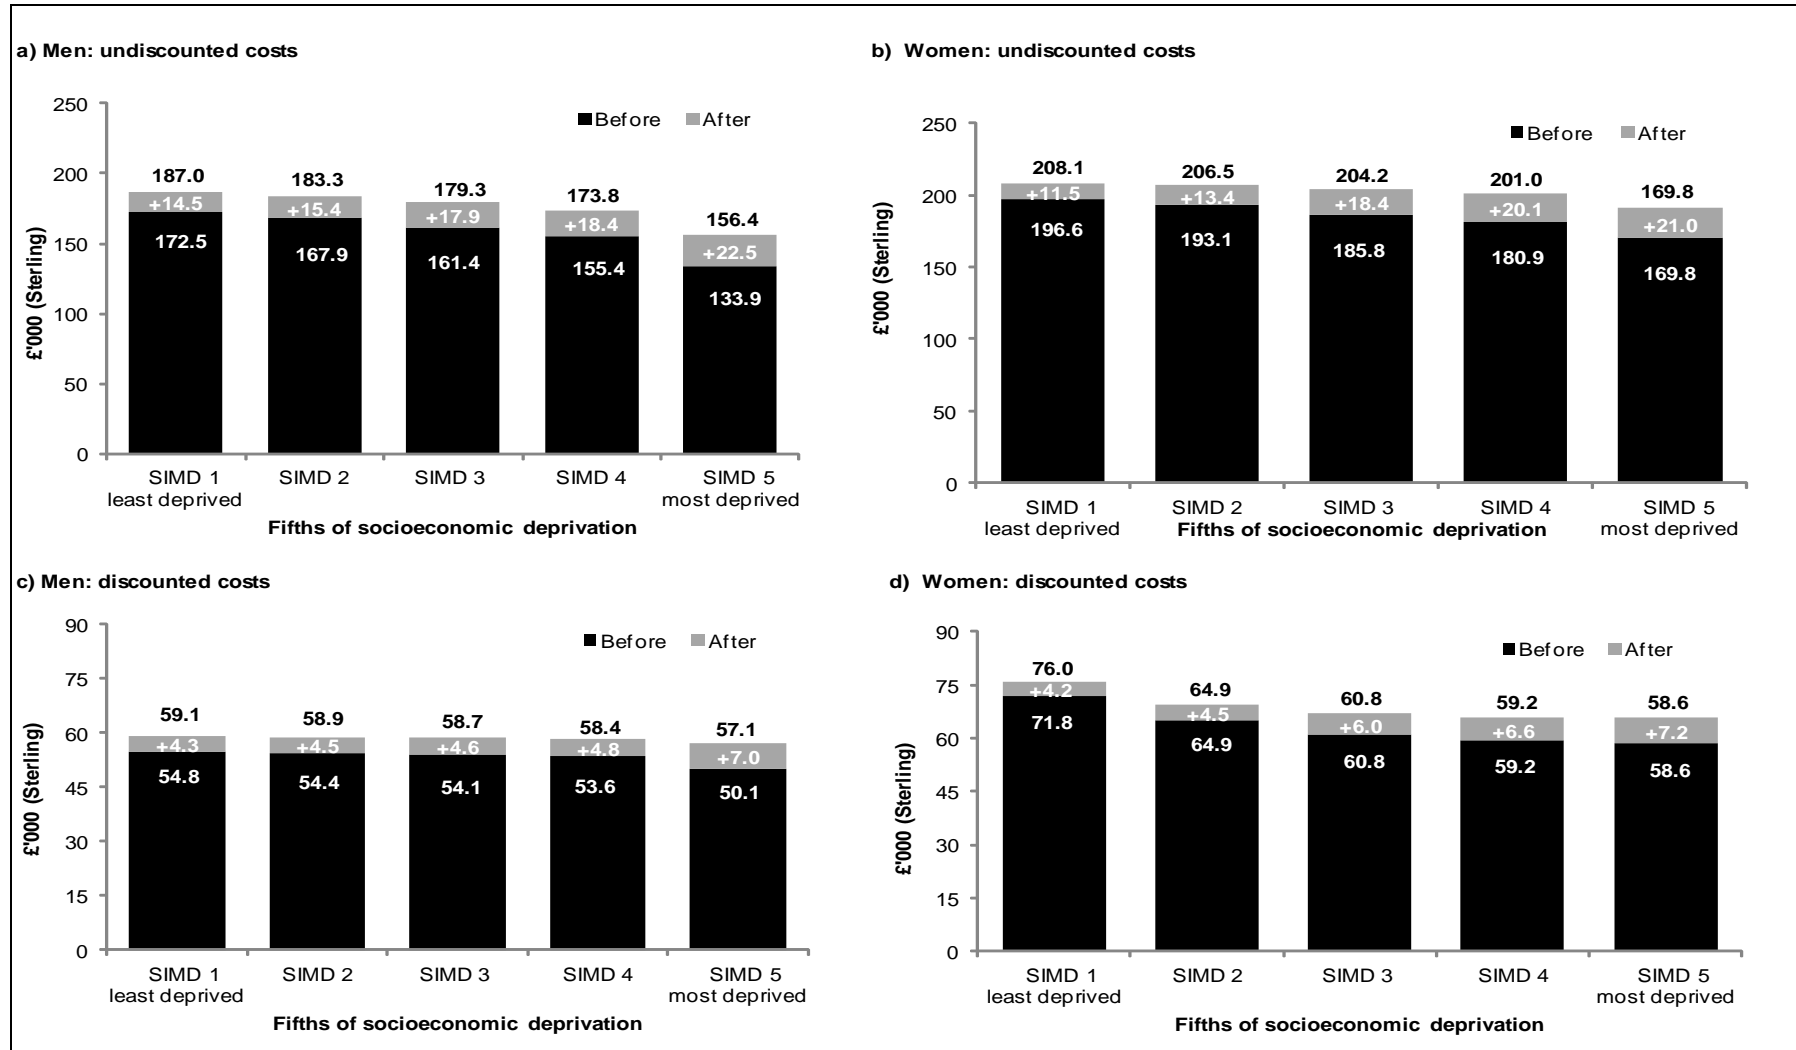 a) Men: undiscounted costs
250
200
150
100
50
0
£'000 (Sterling)
Before After
187.0
+14.5
172.5
183.3
+15.4
167.9
179.3
+17.9
161.4
173.8
+18.4
155.4
156.4
+22.5
133.9
SIMD 1
least deprived
SIMD 2
SIMD 3
SIMD 4
SIMD 5
most deprived
Fifths of socioeconomic deprivation
b) Women: undiscounted costs
250
200
150
100
50
0
£'000 (Sterling)
Before After
208.1
+11.5
196.6
206.5
+13.4
193.1
204.2
+18.4
185.8
201.0
+20.1
180.9
169.8
+21.0
169.8
SIMD 1
least deprived
SIMD 2
SIMD 3
SIMD 4
SIMD 5
most deprived
Fifths of socioeconomic deprivation
c) Men: discounted costs
90
75
60
45
30
15
0
£'000 (Sterling)
Before After
59.1
+4.3
54.8
58.9
+4.5
54.4
58.7
+4.6
54.1
58.4
+4.8
53.6
57.1
+7.0
50.1
SIMD 1
least deprived
SIMD 2
SIMD 3
SIMD 4
SIMD 5
most deprived
Fifths of socioeconomic deprivation
d) Women: discounted costs
90
75
60
45
30
15
0
£'000 (Sterling)
Before After
76.0
+4.2
71.8
64.9
+4.5
64.9
60.8
+6.0
60.8
59.2
+6.6
59.2
58.6
+7.2
58.6
SIMD 1
least deprived
SIMD 2
SIMD 3
SIMD 4
SIMD 5
most deprived
Fifths of socioeconomic deprivation